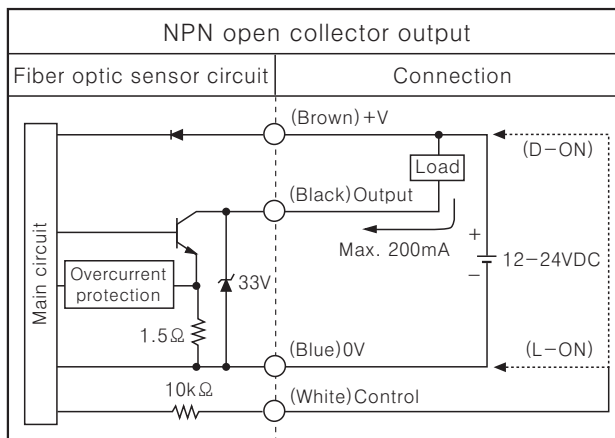 NPN open collector output
Fiber optic sensor circuit
Connection
(Brown)+V
(D-ON)
Load
(Black)Output
Max. 200mA
+
12-24VDC
-
Main circuit
Overcurrent
protection
33V
1.5Ω
(Blue)0V
(L-ON)
10kΩ
(White)Control